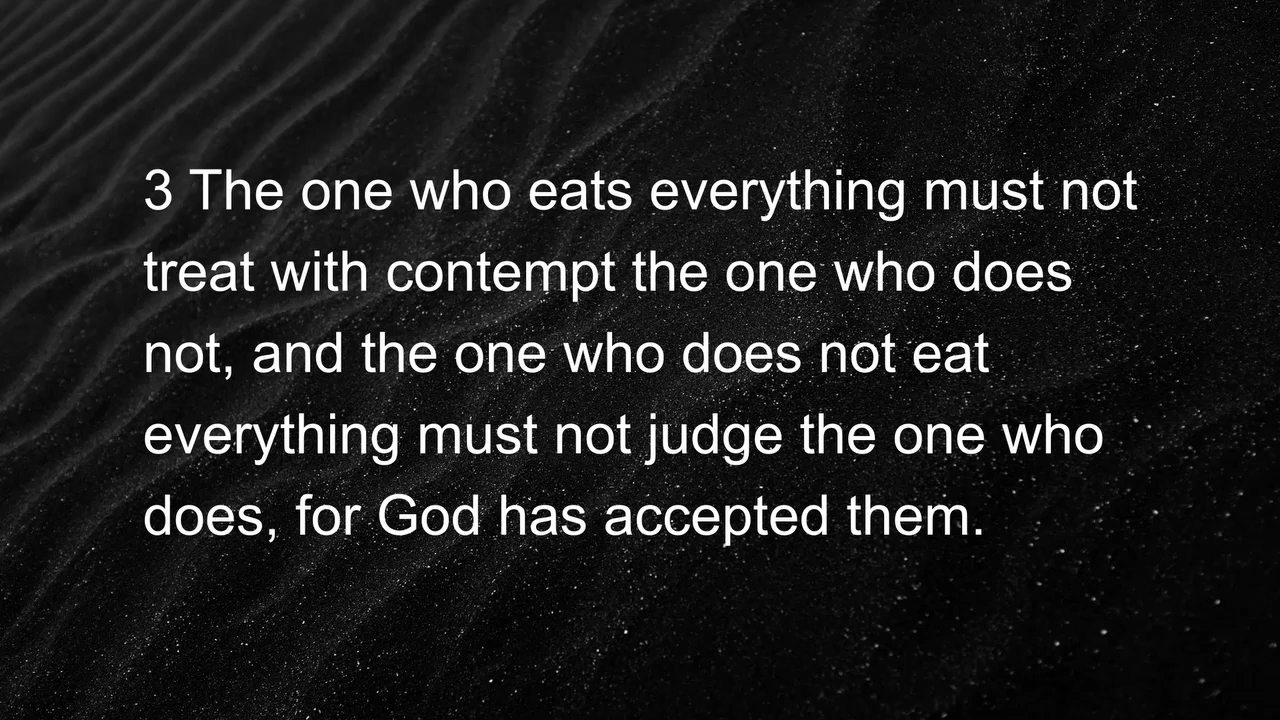 3 The one who eats everything must not
treat with contempt the one who does
not, and the one who does not eat
everything must not judge the one who
does, for God has accepted them.